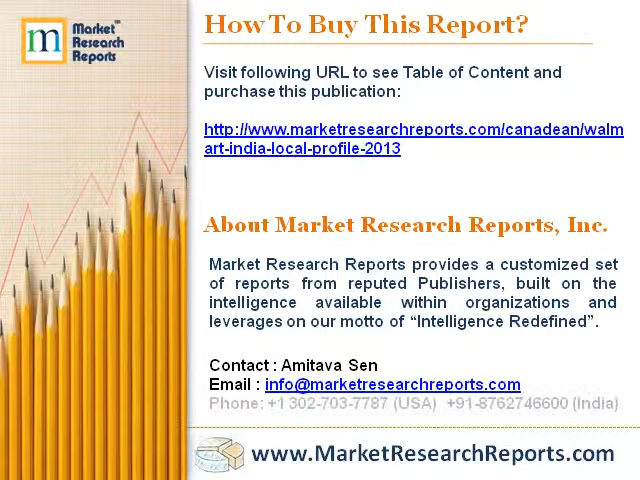 m
Market
Research
Reports
How To Buy This Report?
Visit following URL to see Table of Content and
purchase this publication:
http://www.marketresearchreports.com/canadean/walm
art-india-local-profile-2013
About Market Research Reports, Inc.
Market Research Reports provides a customized set
of reports from reputed Publishers, built on the
intelligence available within organizations and
leverages on our motto of “Intelligence Redefined”.
Contact : Amitava Sen
Email : info@marketresearchreports.com
Phone: +1 302-703-7787 (USA) +91-8762746600 (India)
www.MarketResearchReports.com